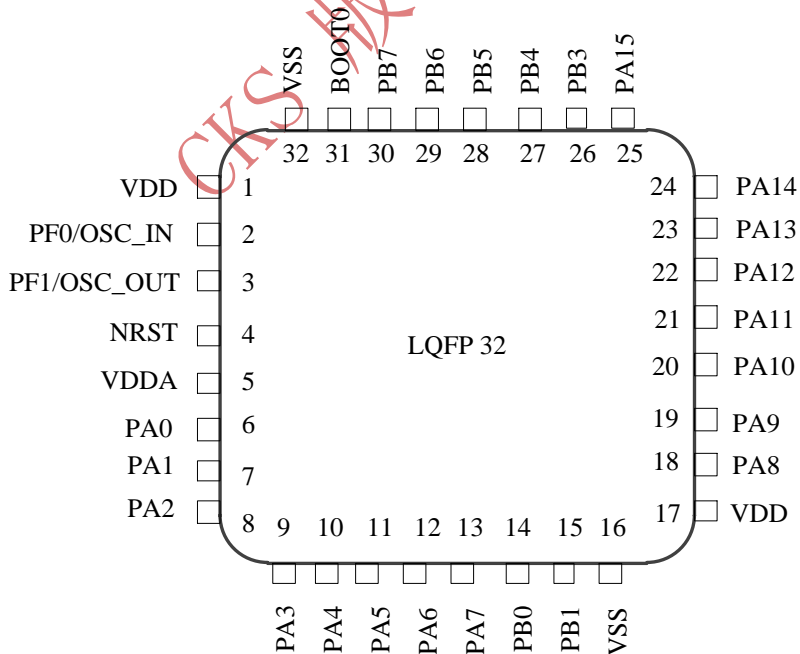 CKS 版
VSS
BOOT0
PB7
PB6
PB5
PB4
PB3
PA15
32 31 30 29 28 27 26 25
VDD 1
PF0/OSC_IN 2
PF1/OSC_OUT 3
NRST 4
VDDA 5
PA0 6
PA1 7
PA2 8
LQFP 32
24 PA14
23 PA13
22 PA12
21 PA11
20 PA10
19 PA9
18 PA8
17 VDD
9 10 11 12 13 14 15 16
PA3
PA4
PA5
PA6
PA7
PB0
PB1
VSS